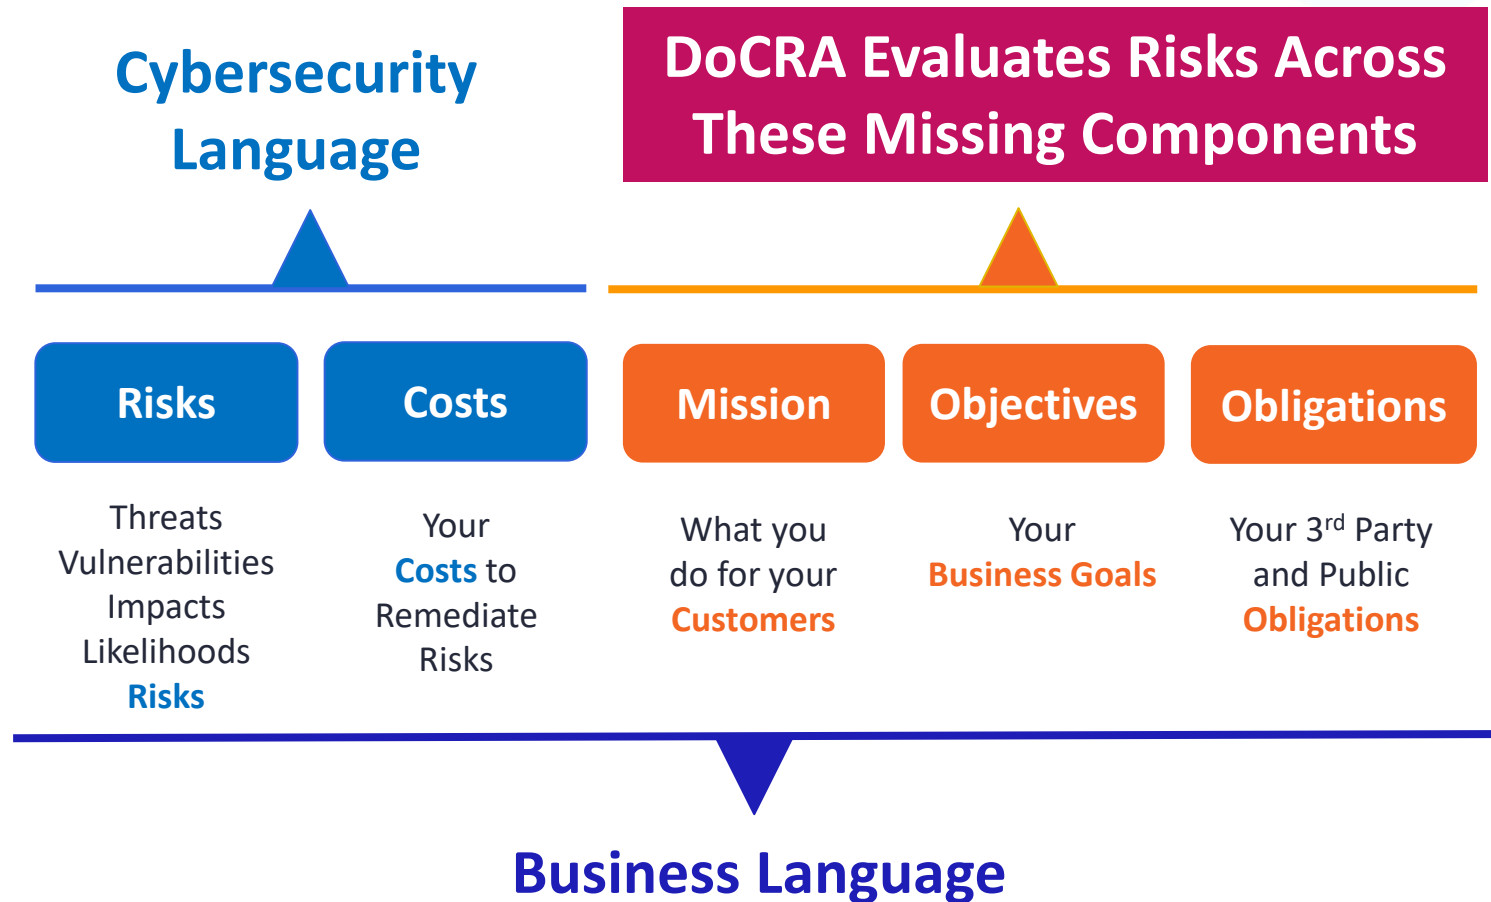 Cybersecurity
Language
DoCRA Evaluates Risks Across
These Missing Components
Risks
Costs
Mission
Objectives
Obligations
Threats
Vulnerabilities
Impacts
Likelihoods
Risks
Your
Costs to
Remediate
Risks
What you
do for your
Customers
Your
Business Goals
Your 3rd Party
and Public
Obligations
Business Language